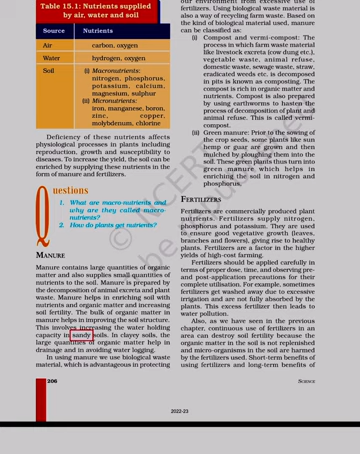 Table 15.1: Nutrients supplied
by air, water and soil
Source Nutrients
Air carbon, oxygen
Water hydrogen, oxygen
Soil (i) Macronutrients:
nitrogen, phosphorus,
potassium, calcium,
magnesium, sulphur
(ii) Micronutrients:
iron, manganese, boron,
zinc, copper,
molybdenum, chlorine
Deficiency of these nutrients affects
physiological processes in plants including
reproduction, growth and susceptibility to
diseases. To increase the yield, the soil can be
enriched by supplying these nutrients in the
form of manure and fertilizers.
Questions
1. What are macro-nutrients and
why are they called macro-
nutrients?
2. How do plants get nutrients?
MANURE
Manure contains large quantities of organic
matter and also supplies small quantities of
nutrients to the soil. Manure is prepared by
the decomposition of animal excreta and plant
waste. Manure helps in enriching soil with
nutrients and organic matter and increasing
soil fertility. The bulk of organic matter in
manure helps in improving the soil structure.
This involves increasing the water holding
capacity in sandy soils. In clayey soils, the
large quantities of organic matter help in
drainage and in avoiding water logging.
In using manure we use biological waste
material, which is advantageous in protecting
our environment from excessive use of
fertilizers. Using biological waste material is
also a way of recycling farm waste. Based on
the kind of biological material used, manure
can be classified as:
(i) Compost and vermi-compost: The
process in which farm waste material
like livestock excreta (cow dung etc.),
vegetable waste, animal refuse,
domestic waste, sewage waste, straw,
eradicated weeds etc. is decomposed
in pits is known as composting. The
compost is rich in organic matter and
nutrients. Compost is also prepared
by using earthworms to hasten the
process of decomposition of plant and
animal refuse. This is called vermi-
compost.
(ii) Green manure: Prior to the sowing of
the crop seeds, some plants like sun
hemp or guar are grown and then
mulched by ploughing them into the
soil. These green plants thus turn into
green manure which helps in
enriching the soil in nitrogen and
phosphorus.
FERTILIZERS
Fertilizers are commercially produced plant
nutrients. Fertilizers supply nitrogen,
phosphorus and potassium. They are used
to ensure good vegetative growth (leaves,
branches and flowers), giving rise to healthy
plants. Fertilizers are a factor in the higher
yields of high-cost farming.
Fertilizers should be applied carefully in
terms of proper dose, time, and observing pre-
and post-application precautions for their
complete utilisation. For example, sometimes
fertilizers get washed away due to excessive
irrigation and are not fully absorbed by the
plants. This excess fertilizer then leads to
water pollution.
Also, as we have seen in the previous
chapter, continuous use of fertilizers in an
area can destroy soil fertility because the
organic matter in the soil is not replenished
and micro-organisms in the soil are harmed
by the fertilizers used. Short-term benefits of
using fertilizers and long-term benefits of
206 SCIENCE
2022-23